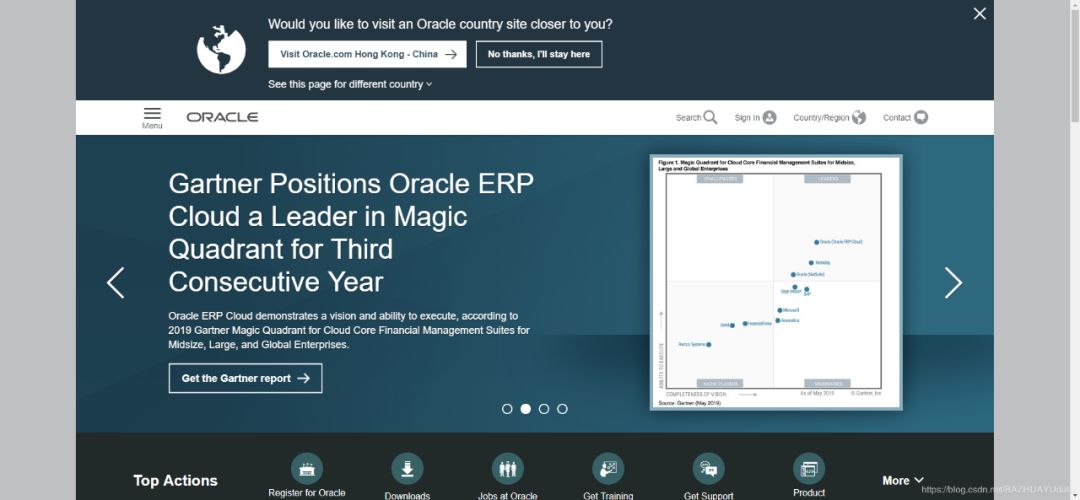 Would you like to visit an Oracle country site closer to you?
Visit Oracle.com Hong Kong - China
No thanks, I'll stay here
See this page for different country
Menu
ORACLE
Search
Sign In
Country/Region
Contact
Gartner Positions Oracle ERP
Cloud a Leader in Magic
Quadrant for Third
Consecutive Year
Oracle ERP Cloud demonstrates a vision and ability to execute, according to
2019 Gartner Magic Quadrant for Cloud Core Financial Management Suites for
Midsize, Large, and Global Enterprises.
Get the Gartner report
Figure 1. Magic Quadrant for Cloud Core Financial Management Suites for Midsize,
Large and Global Enterprises
CHALLENGERS
LEADERS
Oracle (Oracle ERP Cloud)
Workday
Oracle (NetSuite)
Sage Intacct
SAP
Microsoft
Acumatica
FinancialForce
Unit4
Ramco Systems
ABILITY TO EXECUTE
NICHE PLAYERS
VISIONARIES
COMPLETENESS OF VISION
As of May 2019
© Gartner, Inc
Source: Gartner (May 2019)
Top Actions
Register for Oracle
Downloads
Jobs at Oracle
Get Training
Get Support
Product
More